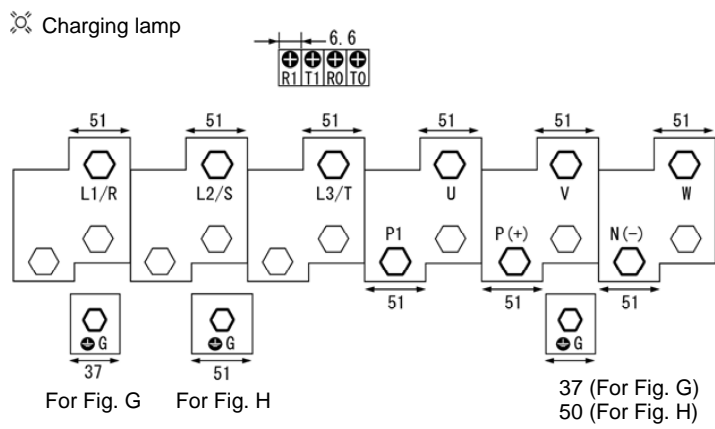 Charging lamp
6.6
R1 T1 R0 T0
51 51 51 51 51 51
L1/R L2/S L3/T U V W
P1 P(+) N(-)
51 51 51
G G G
37 51
For Fig. G For Fig. H
37 (For Fig. G)
50 (For Fig. H)